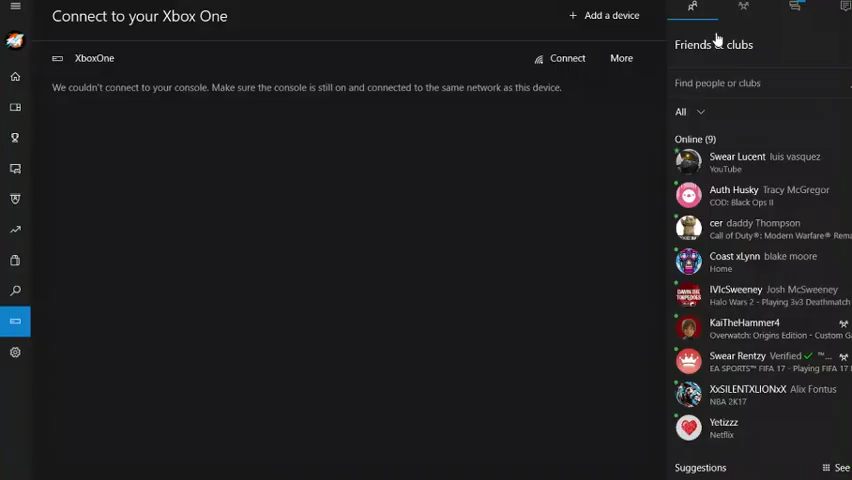 Connect to your Xbox One
Add a device
XboxOne
Connect
More
We couldn't connect to your console. Make sure the console is still on and connected to the same network as this device.
Friends & clubs
Find people or clubs
All
Online (9)
Swear Lucent luis vasquez
YouTube
Auth Husky Tracy McGregor
COD: Black Ops II
cer daddy Thompson
Call of Duty®: Modern Warfare® Rema
Coast xLynn blake moore
Home
IVIcSweeney Josh McSweeney
Halo Wars 2 - Playing 3v3 Deathmatch
KaiTheHammer4
Overwatch: Origins Edition - Custom G
Swear Rentzy Verified ✓ ™...
EA SPORTS™ FIFA 17 - Playing FIFA 17
XxSILENTXLIONxX Alix Fontus
NBA 2K17
Yetizzz
Netflix
Suggestions
See